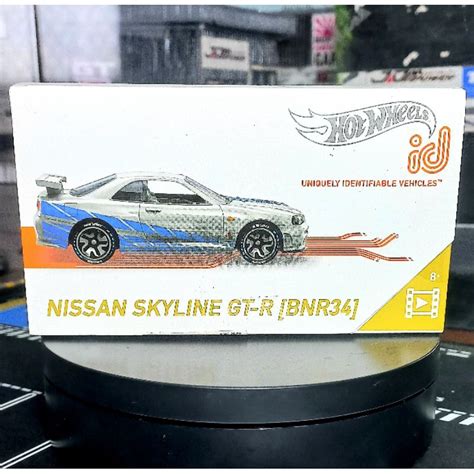 HOT WHEELS
id
UNIQUELY IDENTIFIABLE VEHICLES™
8+
NISSAN SKYLINE GT-R [BNR34]